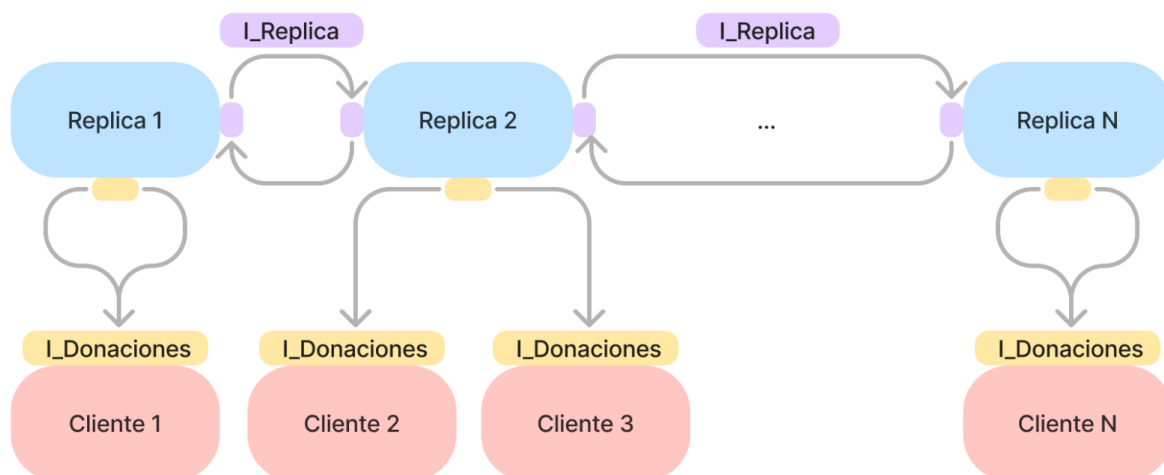 I_Replica
I_Replica
Replica 1
Replica 2
...
Replica N
I_Donaciones
I_Donaciones
I_Donaciones
I_Donaciones
Cliente 1
Cliente 2
Cliente 3
Cliente N